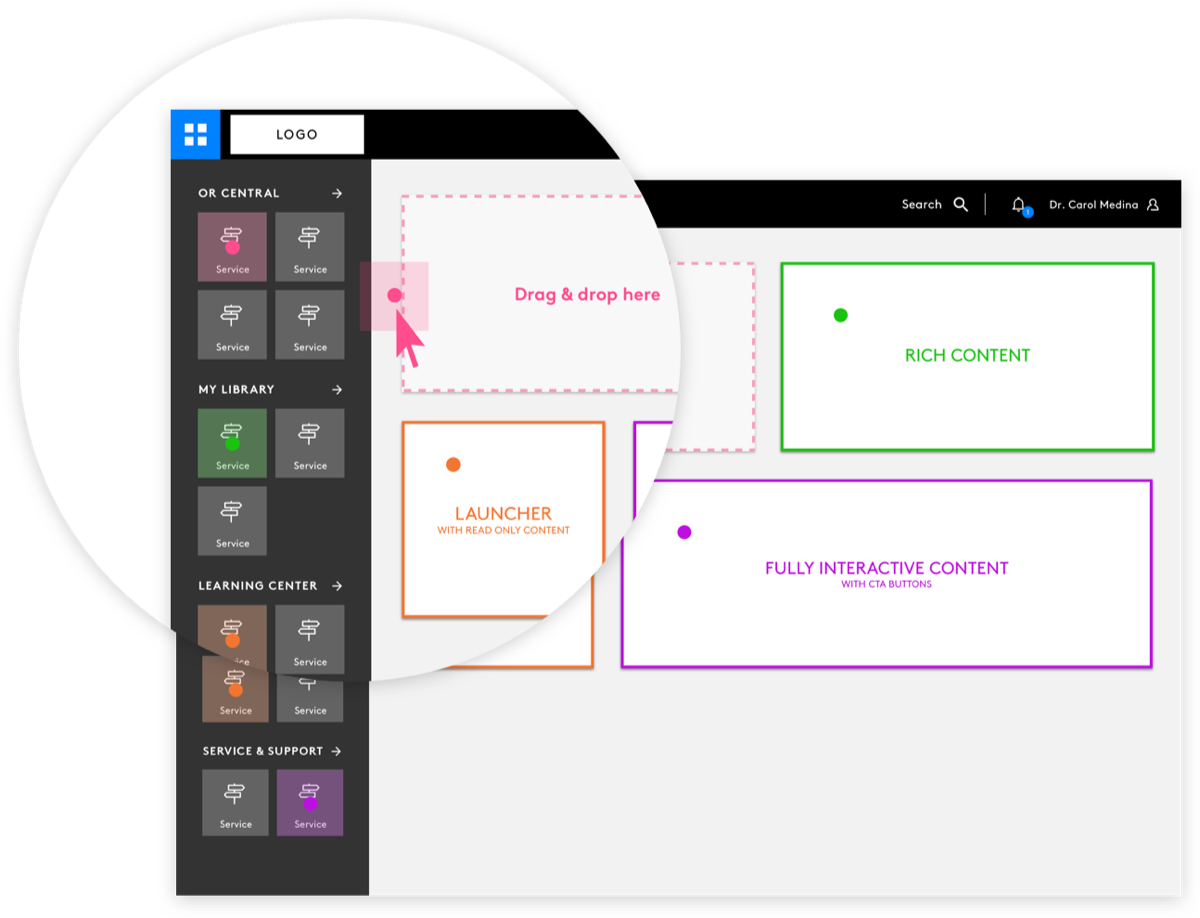 LOGO
Search
1
Dr. Carol Medina
OR CENTRAL
Service
Service
Service
Service
MY LIBRARY
Service
Service
Service
LEARNING CENTER
Service
Service
Service
SERVICE & SUPPORT
Service
Service
Drag & drop here
RICH CONTENT
LAUNCHER
WITH READ ONLY CONTENT
FULLY INTERACTIVE CONTENT
WITH CTA BUTTONS